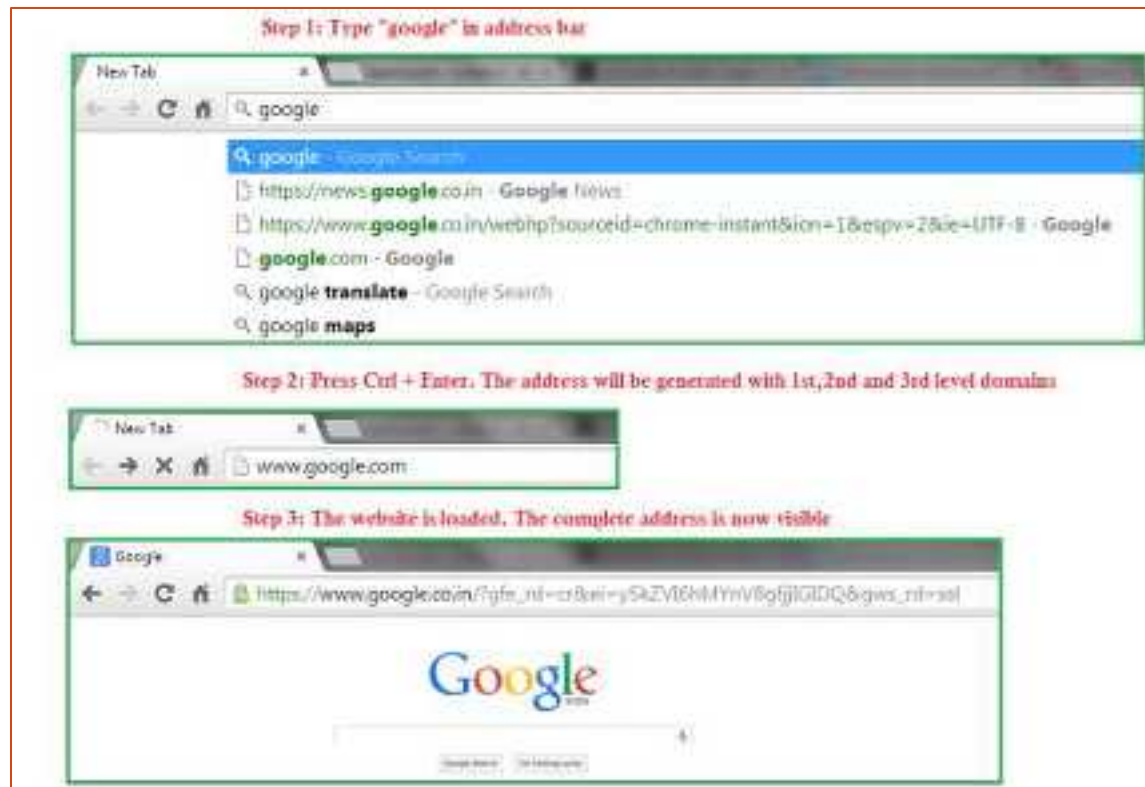 Step 1: Type "google" in address bar
New Tab
google
google - Google Search
https://news.google.co.in - Google News
https://www.google.co.in/webhp?sourceid=chrome-instant&ion=1&espv=2&ie=UTF-8 - Google
google.com - Google
google translate - Google Search
google maps
Step 2: Press Ctrl + Enter. The address will be generated with 1st,2nd and 3rd level domains
New Tab
www.google.com
Step 3: The website is loaded. The complete address is now visible
Google
Google
Google Search